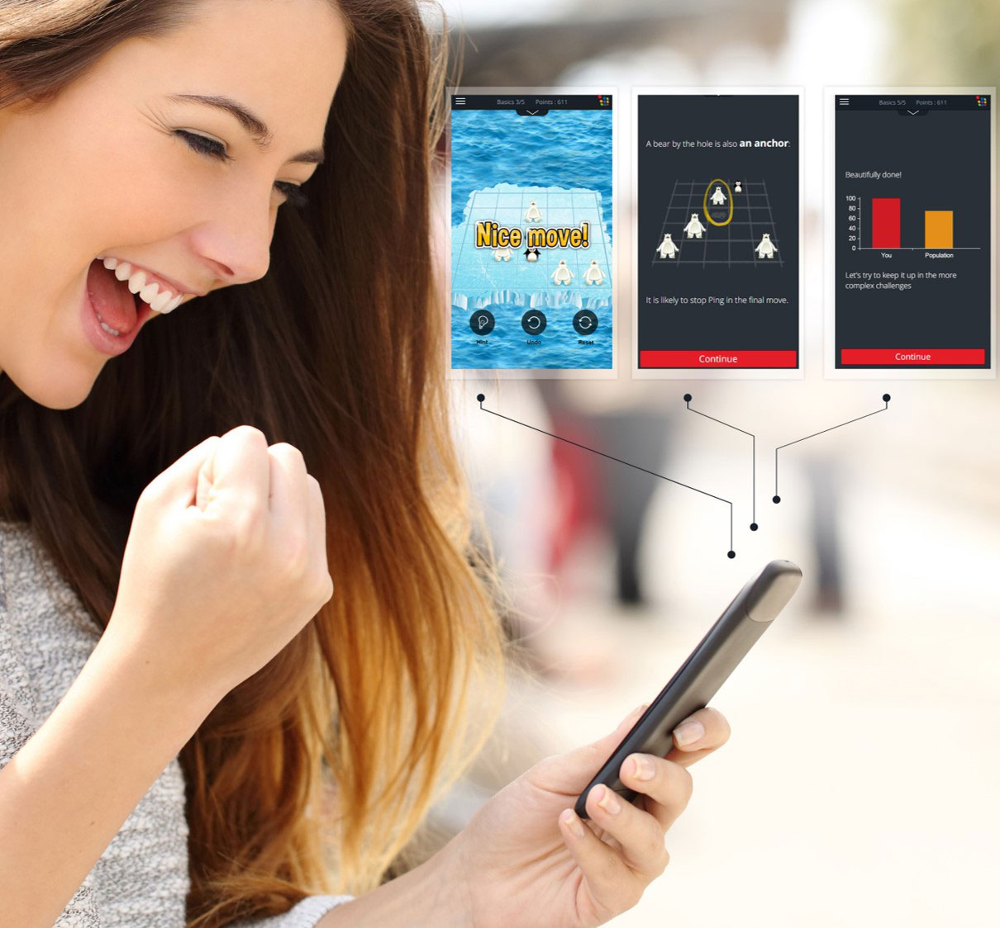 Basics 3/5 Points : 611
Nice move!
Hint
Undo
Reset
A bear by the hole is also an anchor:
It is likely to stop Ping in the final move.
Continue
Basics 5/5 Points : 611
Beautifully done!
100
80
60
40
20
0
You
Population
Let's try to keep it up in the more
complex challenges
Continue